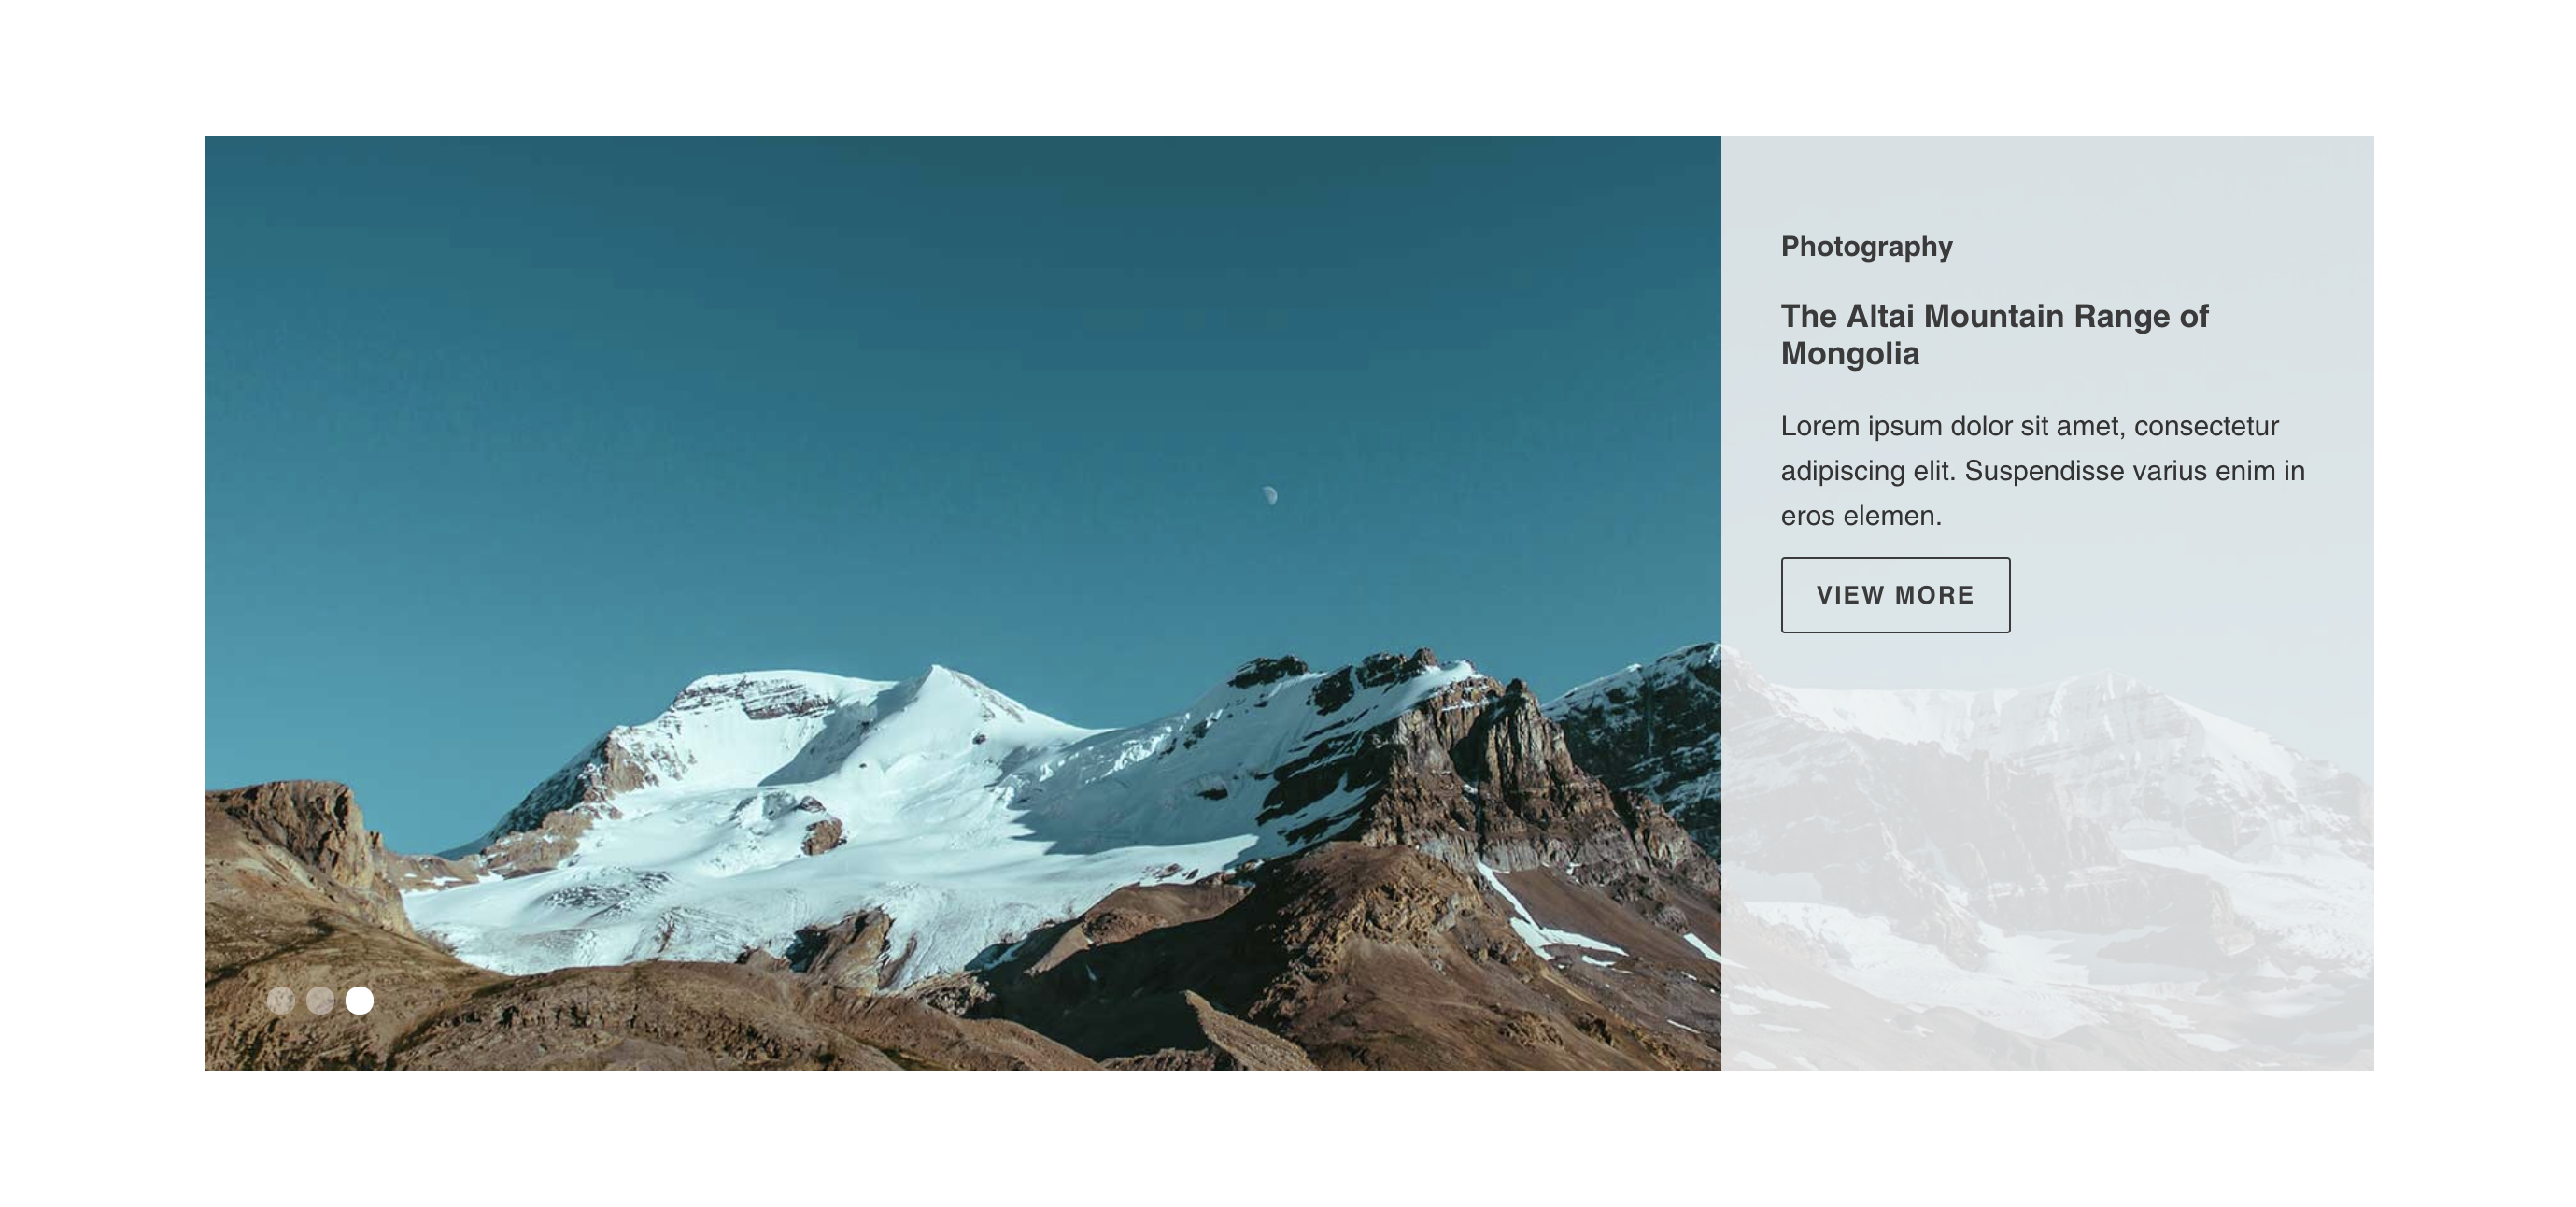 Photography
The Altai Mountain Range of
Mongolia
Lorem ipsum dolor sit amet, consectetur
adipiscing elit. Suspendisse varius enim in
eros elemen.
VIEW MORE